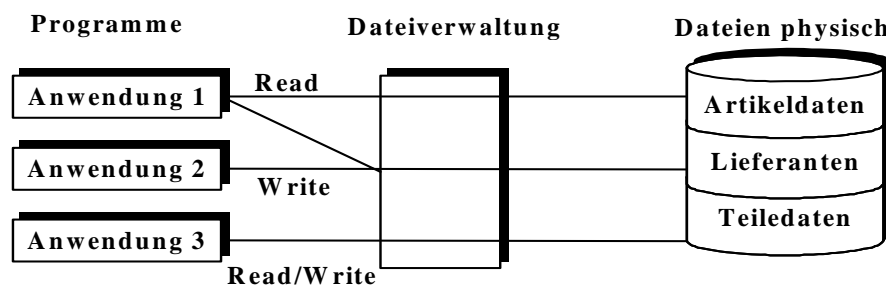 Programme
Dateiverwaltung
Dateien physisch
Anwendung 1
Read
Artikeldaten
Anwendung 2
Write
Lieferanten
Anwendung 3
Read/Write
Teiledaten